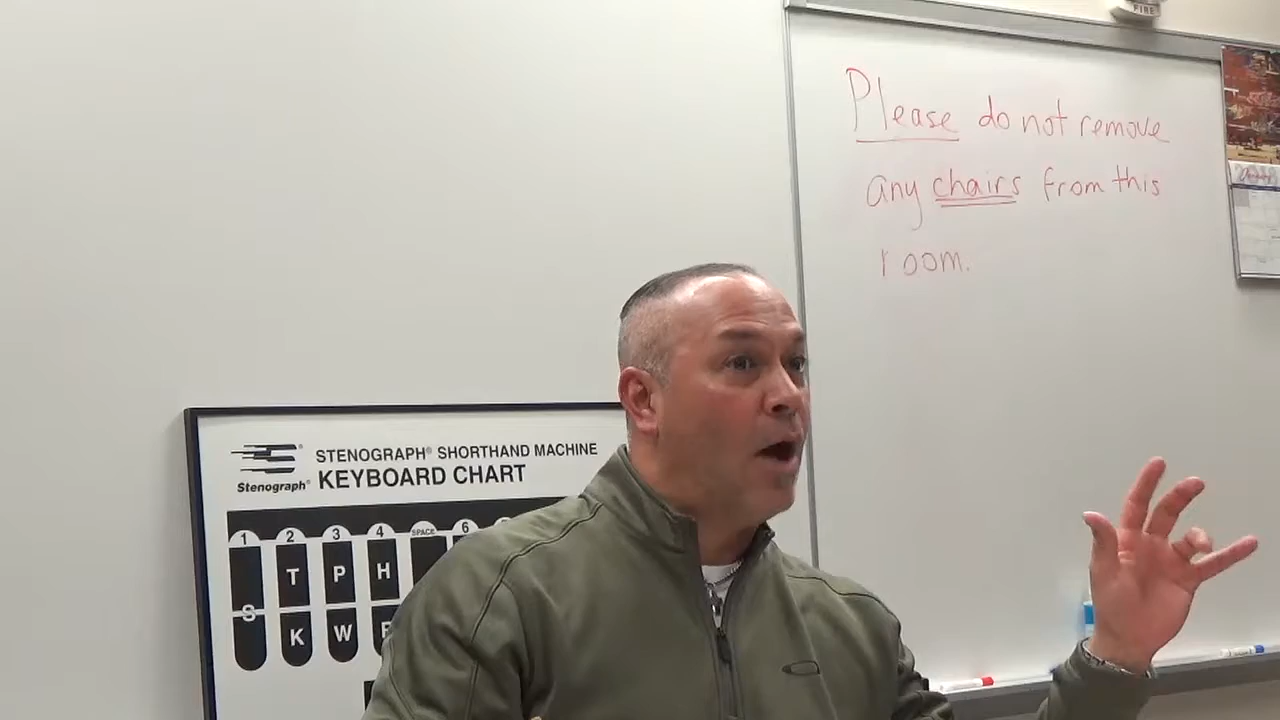 FIRE
Please do not remove
any chairs from this
room.
STENOGRAPH® SHORTHAND MACHINE
KEYBOARD CHART
Stenograph®
1 2 3 4 SPACE 6
S T P H
K W